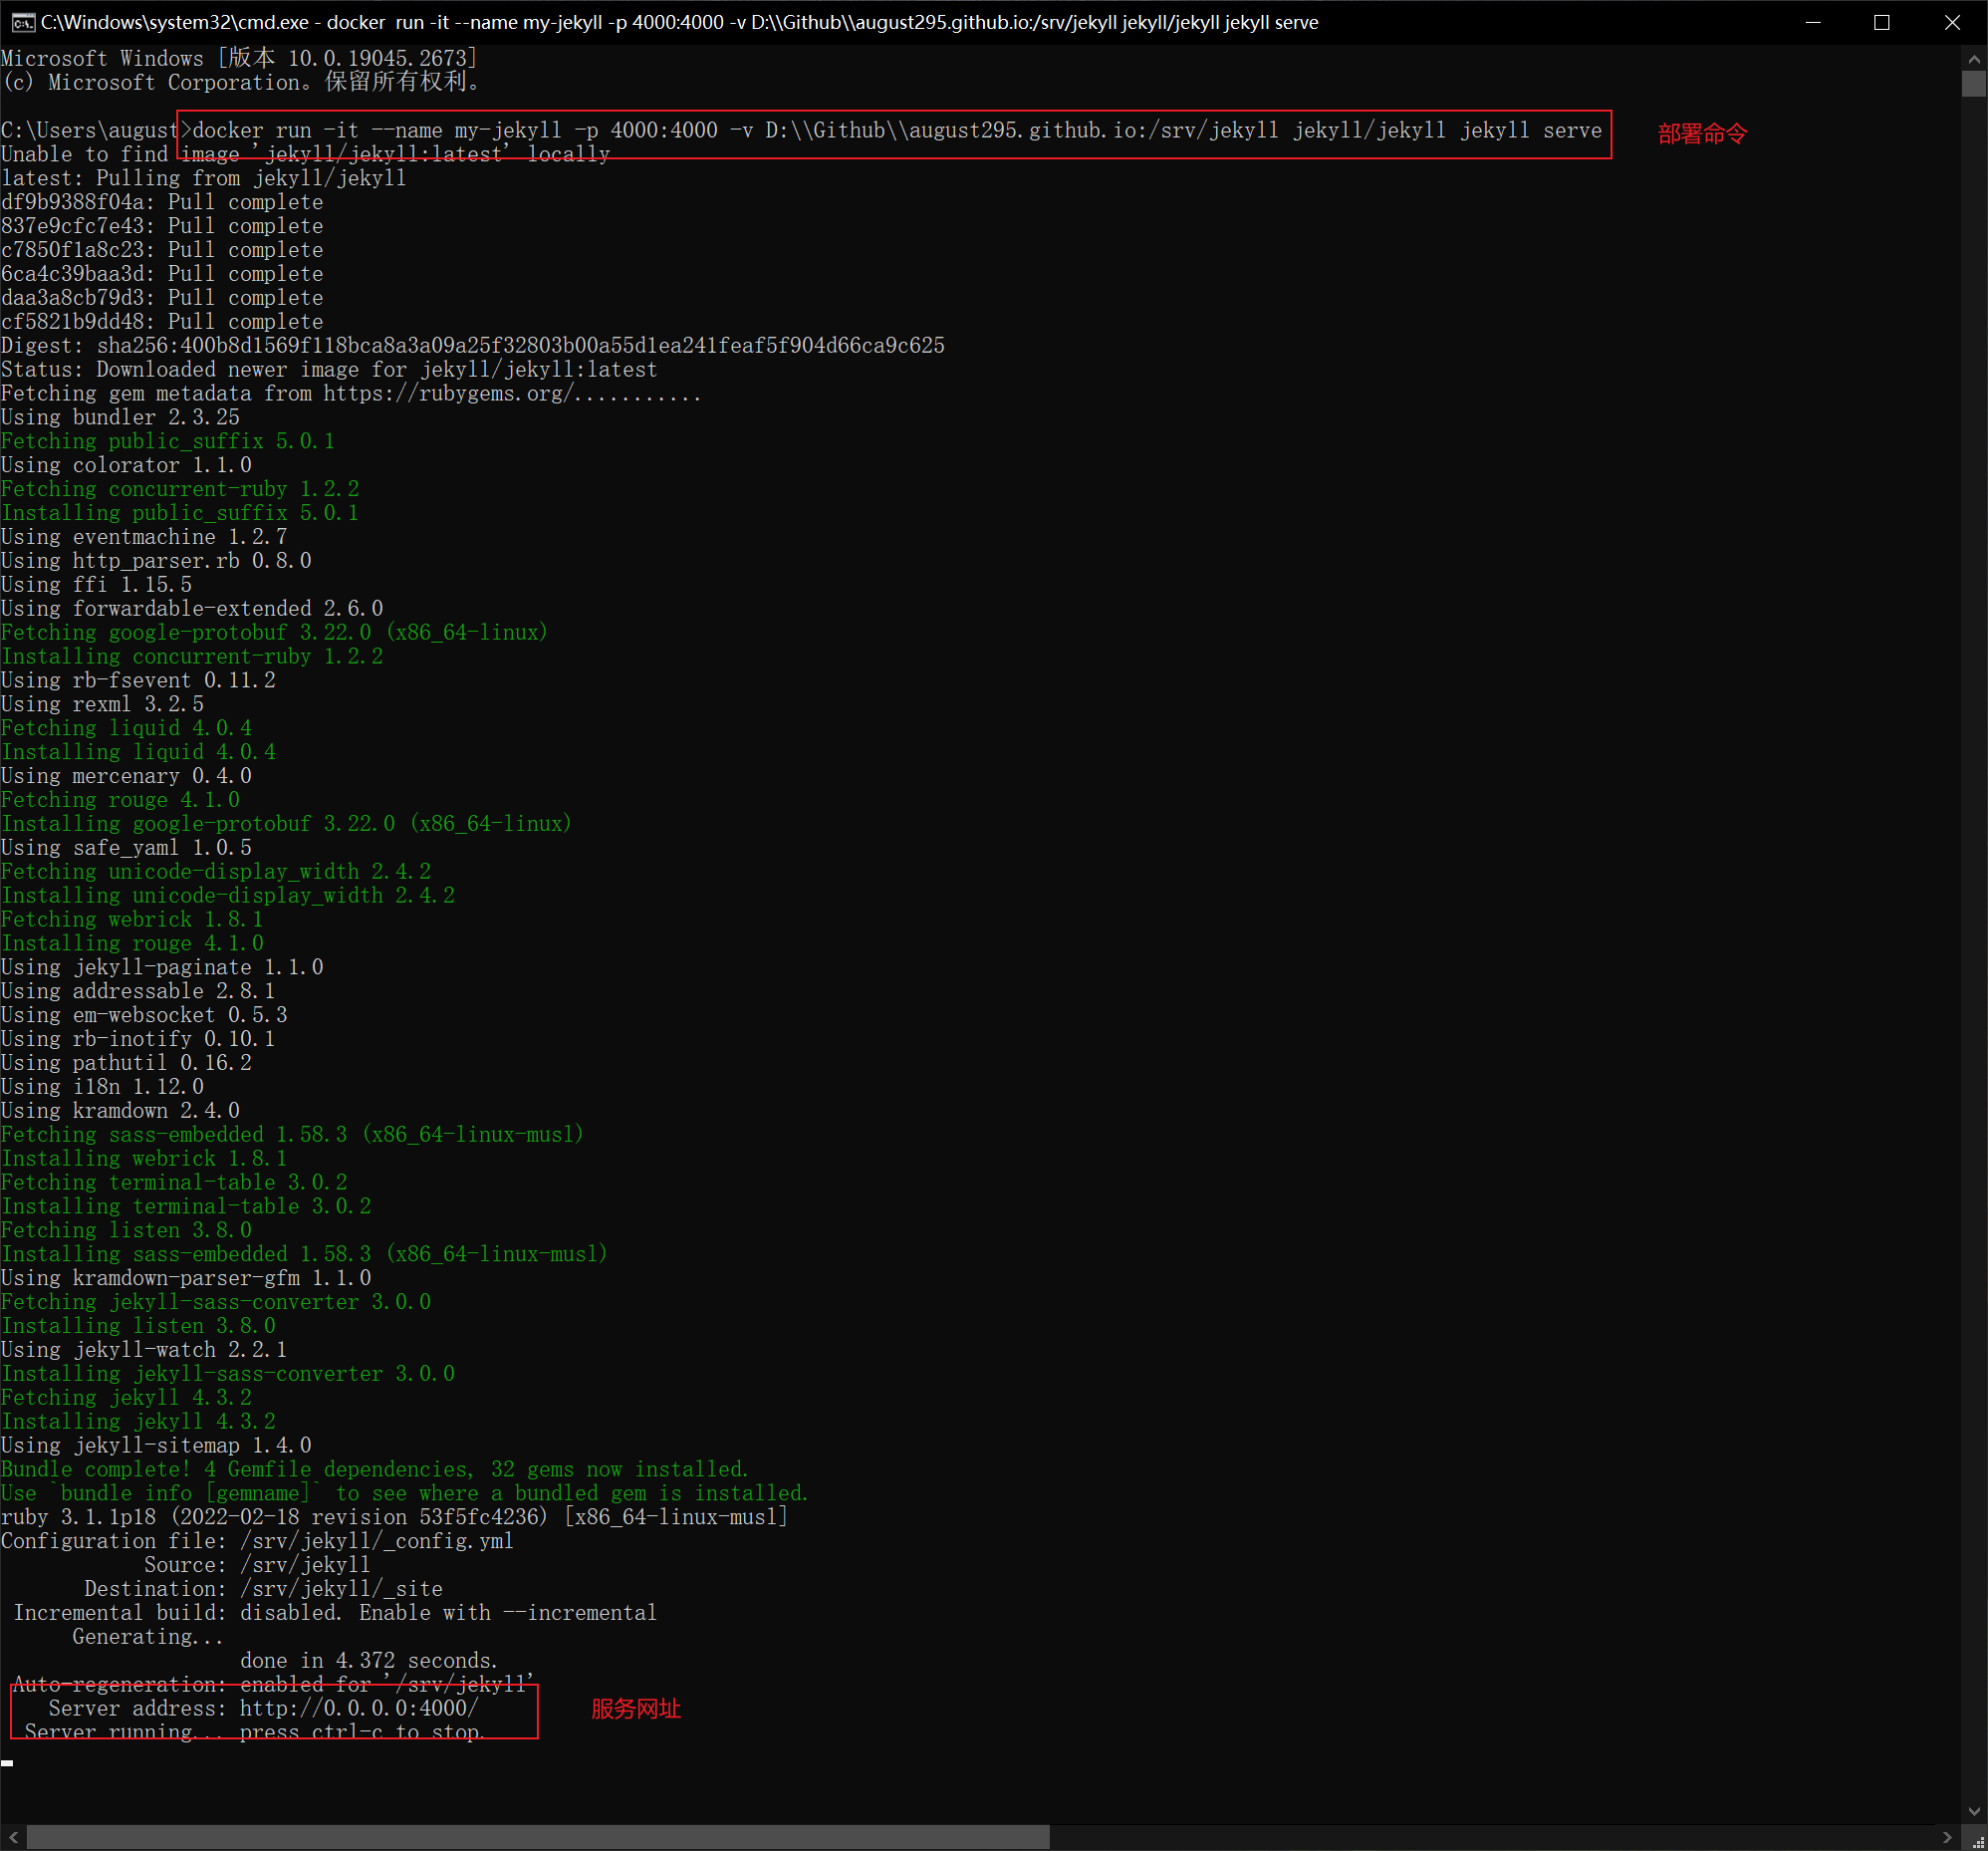 C:\Windows\system32\cmd.exe - docker  run -it --name my-jekyll -p 4000:4000 -v D:\\Github\\august295.github.io:/srv/jekyll jekyll/jekyll jekyll serve
Microsoft Windows [版本 10.0.19045.2673]
(c) Microsoft Corporation。保留所有权利。
C:\Users\august>docker run -it --name my-jekyll -p 4000:4000 -v D:\\Github\\august295.github.io:/srv/jekyll jekyll/jekyll jekyll serve
部署命令
Unable to find image 'jekyll/jekyll:latest' locally
latest: Pulling from jekyll/jekyll
df9b9388f04a: Pull complete
837e9cfc7e43: Pull complete
c7850f1a8c23: Pull complete
6ca4c39baa3d: Pull complete
daa3a8cb79d3: Pull complete
cf5821b9dd48: Pull complete
Digest: sha256:400b8d1569f118bca8a3a09a25f32803b00a55d1ea241feaf5f904d66ca9c625
Status: Downloaded newer image for jekyll/jekyll:latest
Fetching gem metadata from https://rubygems.org/...........
Using bundler 2.3.25
Fetching public_suffix 5.0.1
Using colorator 1.1.0
Fetching concurrent-ruby 1.2.2
Installing public_suffix 5.0.1
Using eventmachine 1.2.7
Using http_parser.rb 0.8.0
Using ffi 1.15.5
Using forwardable-extended 2.6.0
Fetching google-protobuf 3.22.0 (x86_64-linux)
Installing concurrent-ruby 1.2.2
Using rb-fsevent 0.11.2
Using rexml 3.2.5
Fetching liquid 4.0.4
Installing liquid 4.0.4
Using mercenary 0.4.0
Fetching rouge 4.1.0
Installing google-protobuf 3.22.0 (x86_64-linux)
Using safe_yaml 1.0.5
Fetching unicode-display_width 2.4.2
Installing unicode-display_width 2.4.2
Fetching webrick 1.8.1
Installing rouge 4.1.0
Using jekyll-paginate 1.1.0
Using addressable 2.8.1
Using em-websocket 0.5.3
Using rb-inotify 0.10.1
Using pathutil 0.16.2
Using i18n 1.12.0
Using kramdown 2.4.0
Fetching sass-embedded 1.58.3 (x86_64-linux-musl)
Installing webrick 1.8.1
Fetching terminal-table 3.0.2
Installing terminal-table 3.0.2
Fetching listen 3.8.0
Installing sass-embedded 1.58.3 (x86_64-linux-musl)
Using kramdown-parser-gfm 1.1.0
Fetching jekyll-sass-converter 3.0.0
Installing listen 3.8.0
Using jekyll-watch 2.2.1
Installing jekyll-sass-converter 3.0.0
Fetching jekyll 4.3.2
Installing jekyll 4.3.2
Using jekyll-sitemap 1.4.0
Bundle complete! 4 Gemfile dependencies, 32 gems now installed.
Use `bundle info [gemname]` to see where a bundled gem is installed.
ruby 3.1.1p18 (2022-02-18 revision 53f5fc4236) [x86_64-linux-musl]
Configuration file: /srv/jekyll/_config.yml
Source: /srv/jekyll
Destination: /srv/jekyll/_site
Incremental build: disabled. Enable with --incremental
Generating...
done in 4.372 seconds.
Auto-regeneration: enabled for '/srv/jekyll'
Server address: http://0.0.0.0:4000/
服务网址
Server running... press ctrl-c to stop.